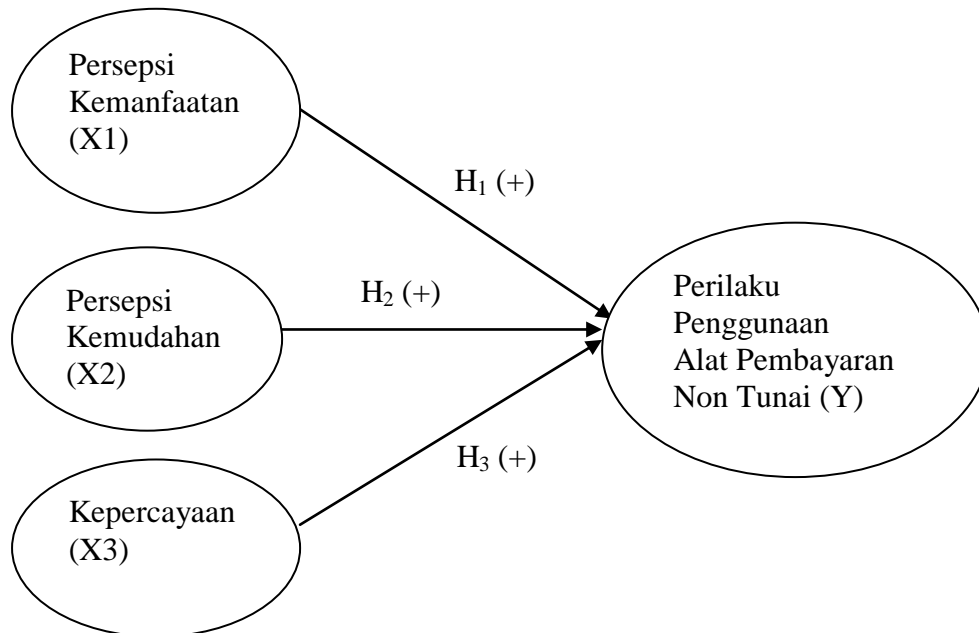 Persepsi
Kemanfaatan
(X1)
H₁ (+)
Persepsi
Kemudahan
(X2)
H₂ (+)
Perilaku
Penggunaan
Alat Pembayaran
Non Tunai (Y)
H₃ (+)
Kepercayaan
(X3)